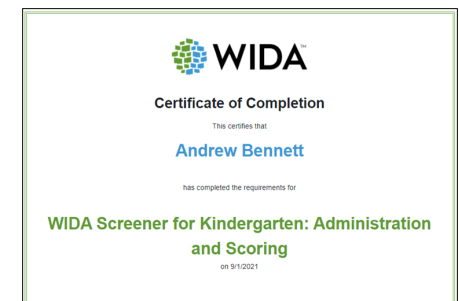 WIDA™
Certificate of Completion
This certifies that
Andrew Bennett
has completed the requirements for
WIDA Screener for Kindergarten: Administration
and Scoring
on 9/1/2021